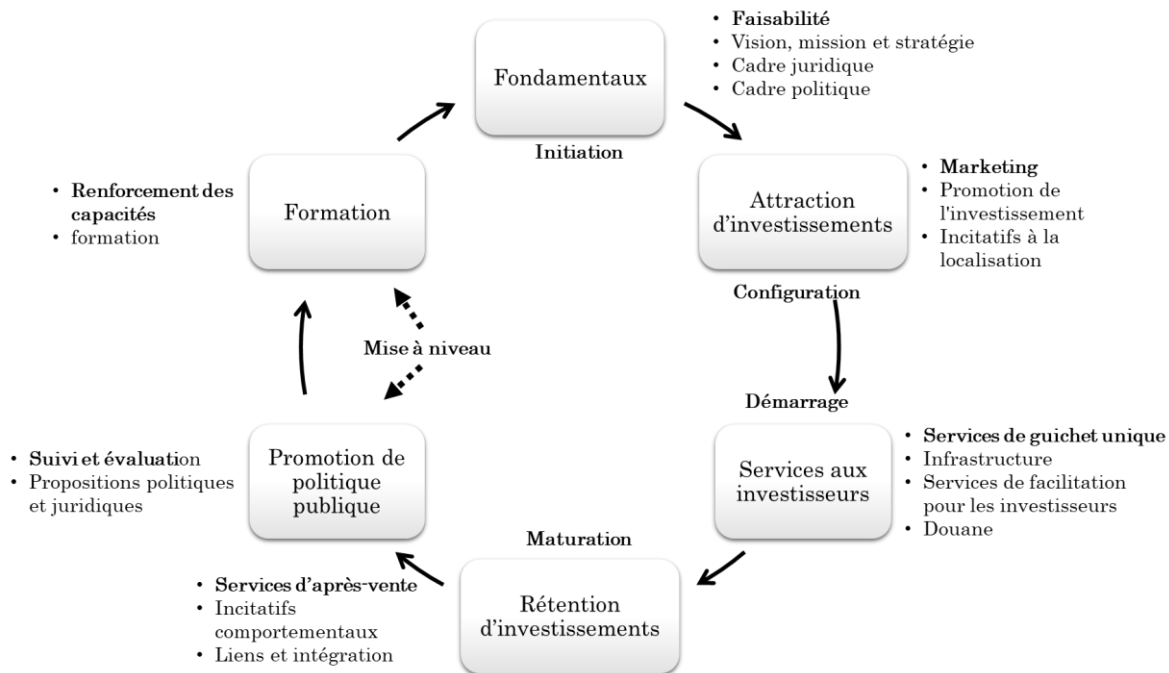 Fondamentaux
Initiation
• Faisabilité
• Vision, mission et stratégie
• Cadre juridique
• Cadre politique
Attraction
d'investissements
Configuration
• Marketing
• Promotion de
l'investissement
• Incitatifs à la
localisation
Démarrage
Services aux
investisseurs
• Services de guichet unique
• Infrastructure
• Services de facilitation
pour les investisseurs
• Douane
Maturation
Rétention
d'investissements
• Services d'après-vente
• Incitatifs
comportementaux
• Liens et intégration
Promotion de
politique
publique
• Suivi et évaluation
• Propositions politiques
et juridiques
Mise à niveau
Formation
• Renforcement des
capacités
• formation